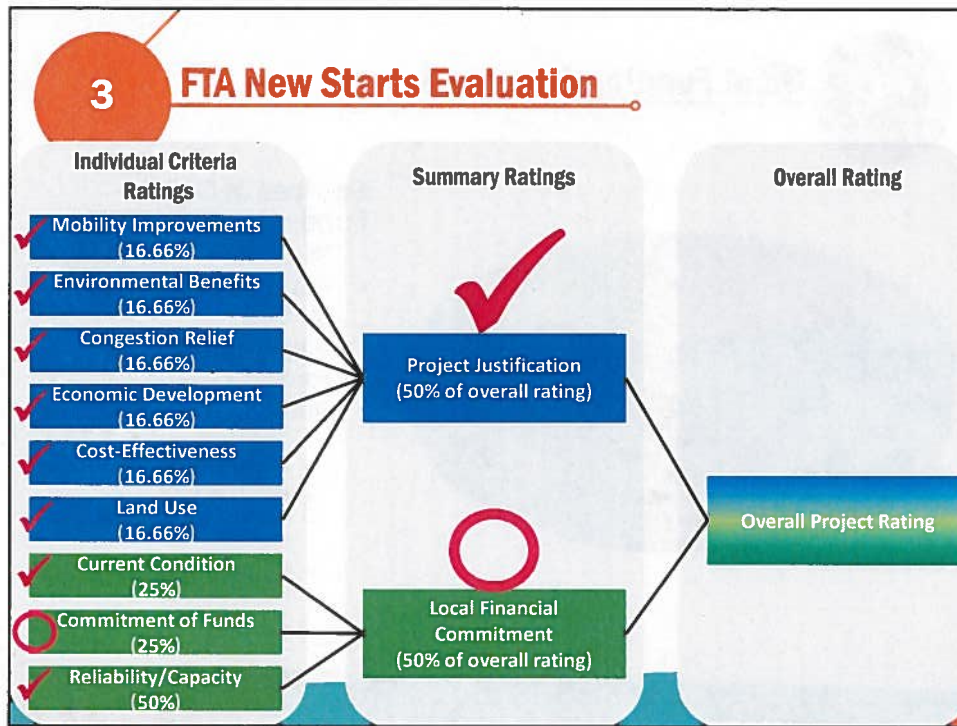 3
FTA New Starts Evaluation
Individual Criteria
Ratings
Mobility Improvements
(16.66%)
Environmental Benefits
(16.66%)
Congestion Relief
(16.66%)
Economic Development
(16.66%)
Cost-Effectiveness
(16.66%)
Land Use
(16.66%)
Current Condition
(25%)
Commitment of Funds
(25%)
Reliability/Capacity
(50%)
Summary Ratings
Project Justification
(50% of overall rating)
Local Financial
Commitment
(50% of overall rating)
Overall Rating
Overall Project Rating